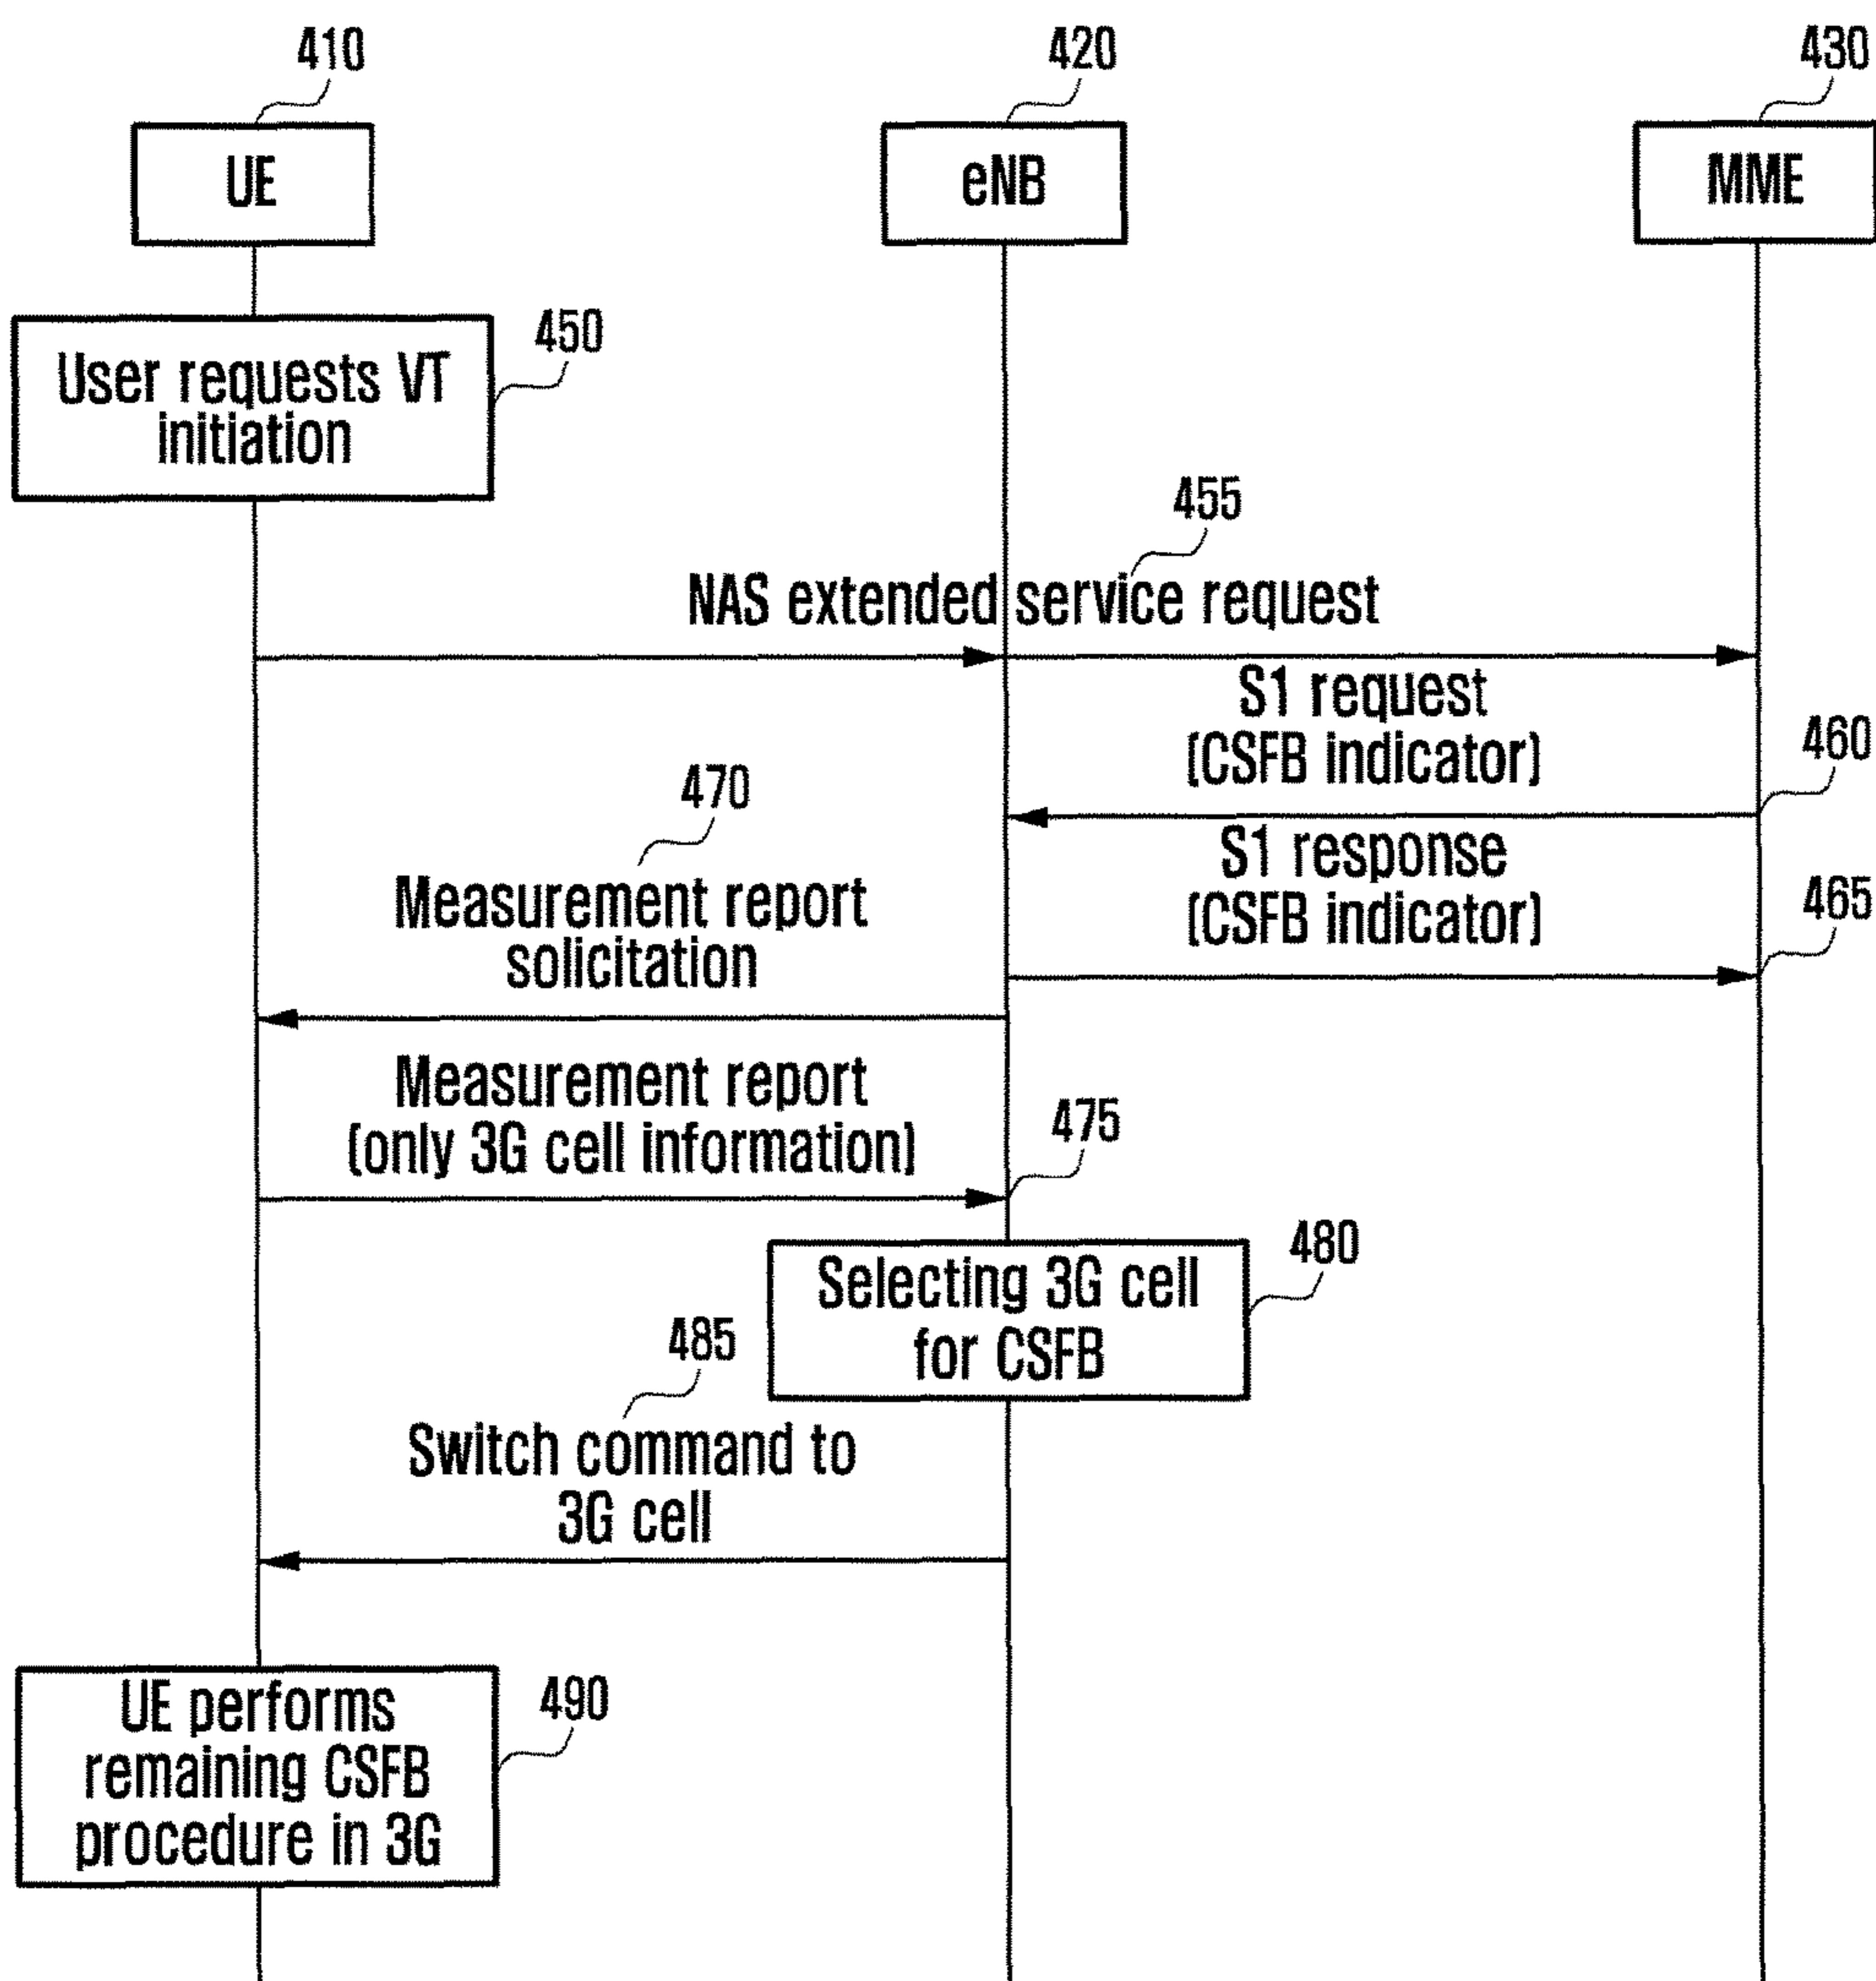 410
420
430
UE
eNB
MME
450
User requests VT
initiation
455
NAS extended service request
S1 request
(CSFB indicator)
460
470
S1 response
(CSFB indicator)
465
Measurement report
solicitation
Measurement report
(only 3G cell information)
475
480
Selecting 3G cell
for CSFB
485
Switch command to
3G cell
490
UE performs
remaining CSFB
procedure in 3G